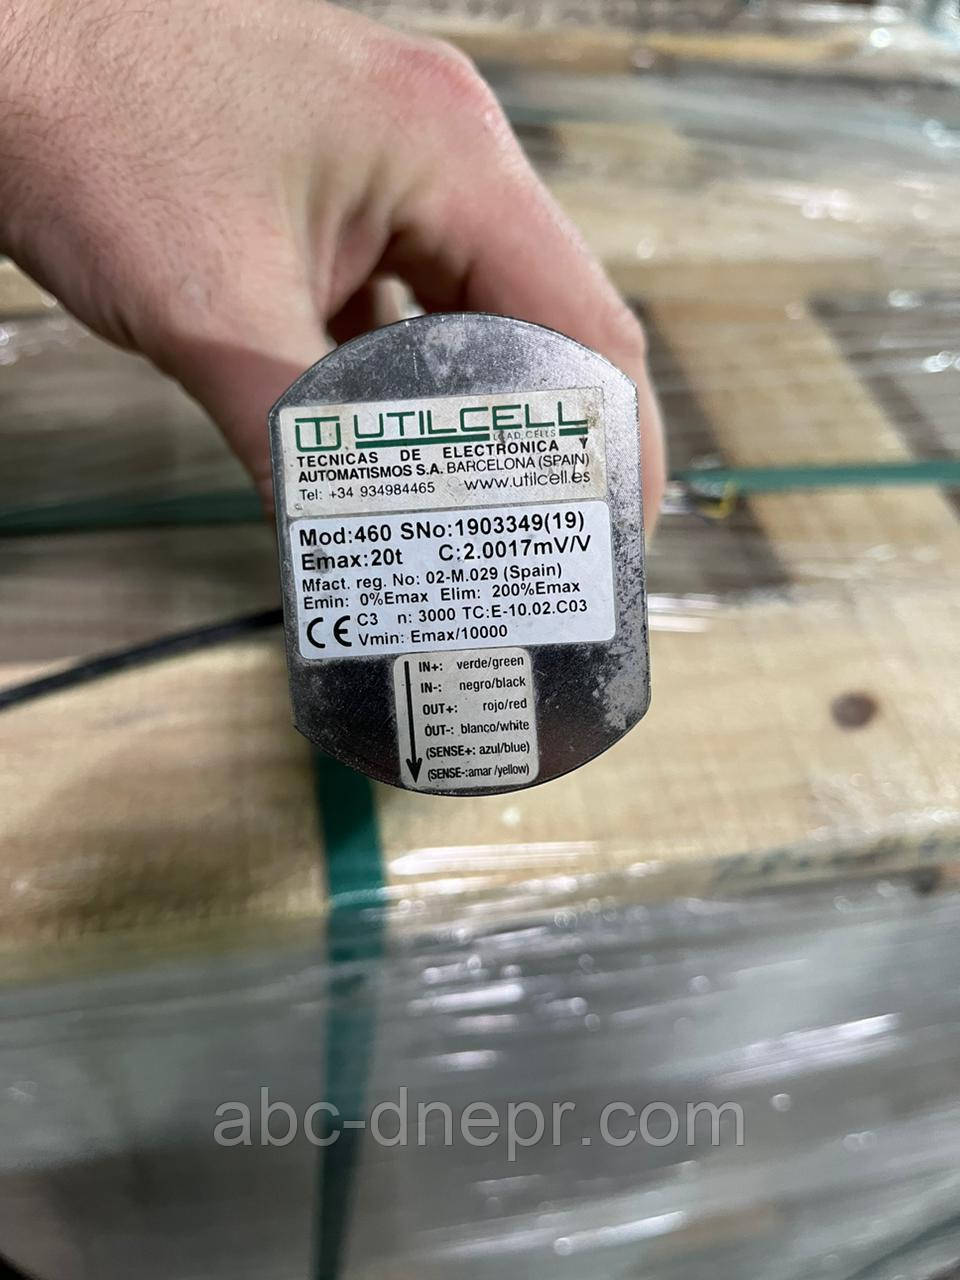 UTILCELL
LOAD CELLS
TECNICAS DE ELECTRONICA Y
AUTOMATISMOS S.A. BARCELONA (SPAIN)
Tel: +34 934984465 www.utilcell.es
Mod:460 SNo:1903349(19)
Emax:20t C:2.0017mV/V
Mfact. reg. No: 02-M.029 (Spain)
Emin: 0%Emax Elim: 200%Emax
CE C3 n: 3000 TC:E-10.02.C03
Vmin: Emax/10000
IN+: verde/green
IN-: negro/black
OUT+: rojo/red
OUT-: blanco/white
(SENSE+: azul/blue)
(SENSE-:amar /yellow)
abc-dnepr.com